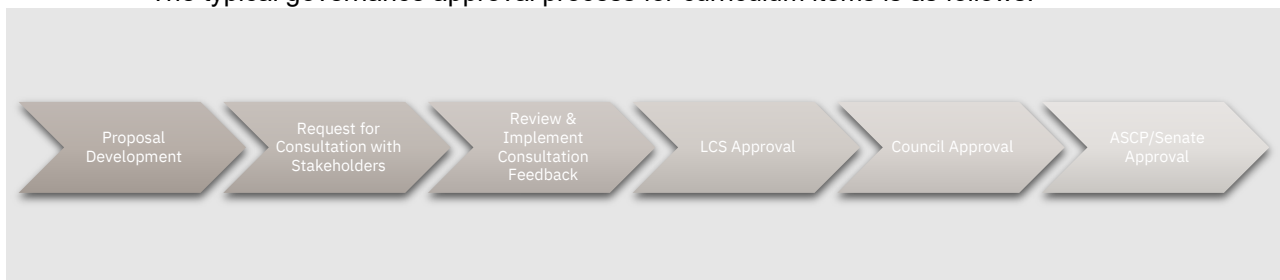 The typical governance approval process for curriculum items is as follows:
Proposal
Development
Request for
Consultation with
Stakeholders
Review &
Implement
Consultation
Feedback
LCS Approval
Council Approval
ASCP/Senate
Approval